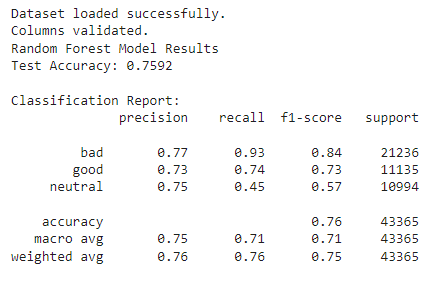 Dataset loaded successfully.
Columns validated.
Random Forest Model Results
Test Accuracy: 0.7592
Classification Report:
precision recall f1-score support
bad 0.77 0.93 0.84 21236
good 0.73 0.74 0.73 11135
neutral 0.75 0.45 0.57 10994
accuracy 0.76 43365
macro avg 0.75 0.71 0.71 43365
weighted avg 0.76 0.76 0.75 43365